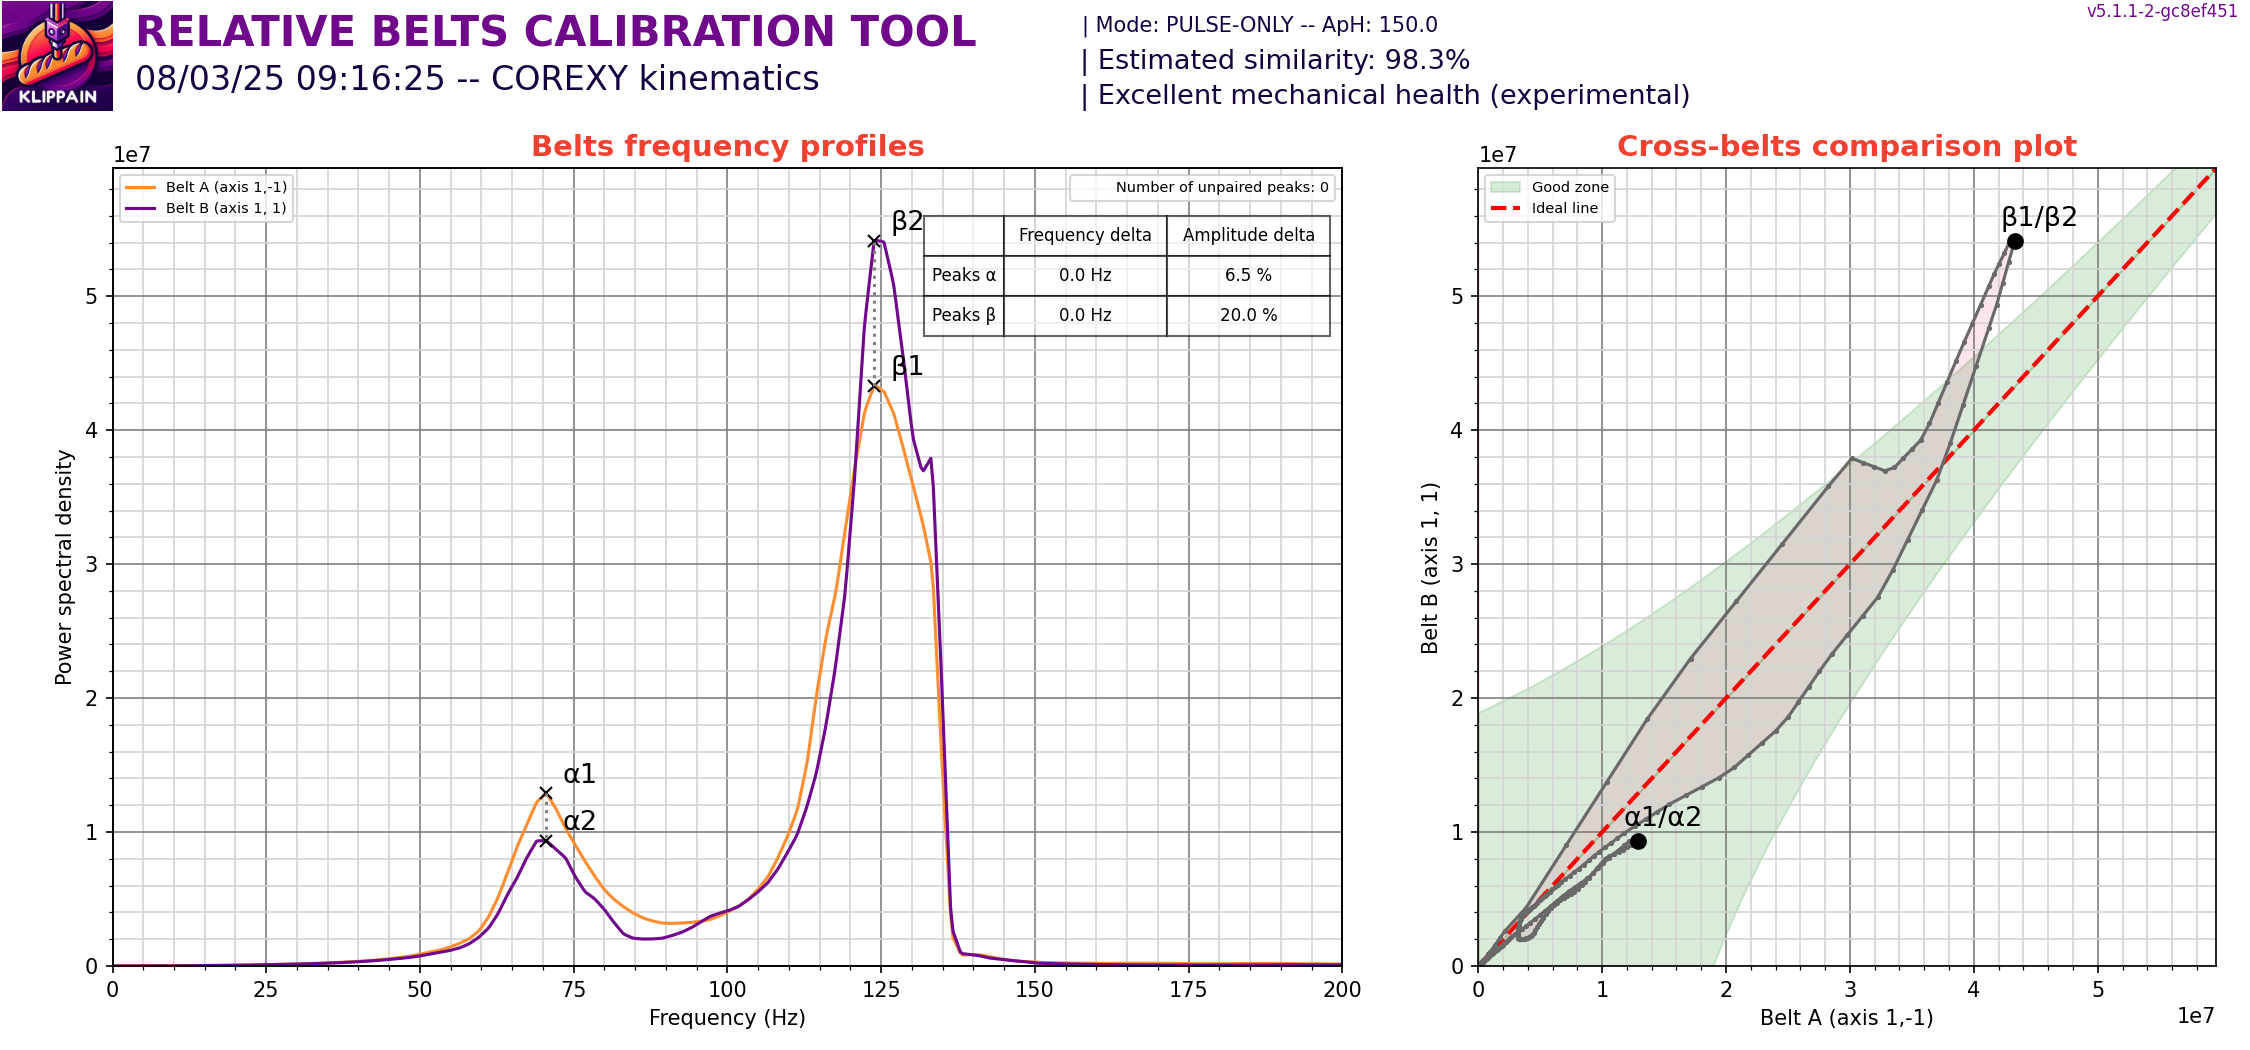 KLIPPAIN
RELATIVE BELTS CALIBRATION TOOL
08/03/25 09:16:25 -- COREXY kinematics
| Mode: PULSE-ONLY -- ApH: 150.0
| Estimated similarity: 98.3%
| Excellent mechanical health (experimental)
v5.1.1-2-gc8ef451
Belts frequency profiles
1e7
Belt A (axis 1,-1)
Belt B (axis 1, 1)
Number of unpaired peaks: 0
Frequency delta Amplitude delta
Peaks α 0.0 Hz 6.5 %
Peaks β 0.0 Hz 20.0 %
β2
β1
α1
α2
5
4
3
2
1
0
Power spectral density
0 25 50 75 100 125 150 175 200
Frequency (Hz)
Cross-belts comparison plot
1e7
Good zone
Ideal line
β1/β2
α1/α2
5
4
3
2
1
0
Belt B (axis 1, 1)
0 1 2 3 4 5
1e7
Belt A (axis 1,-1)